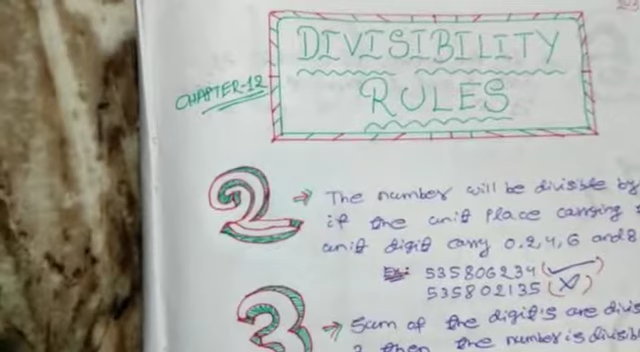 DIVISIBILITY
RULES
CHAPTER-12
2 ⇒ The number will be divisible by
if the unit place carrying
unit digit carry 0,2,4,6 and 8
Ex: 535806234 (✓)
535802135 (X)
3 ⇒ Sum of the digit's are divis
3 then the number is divisib